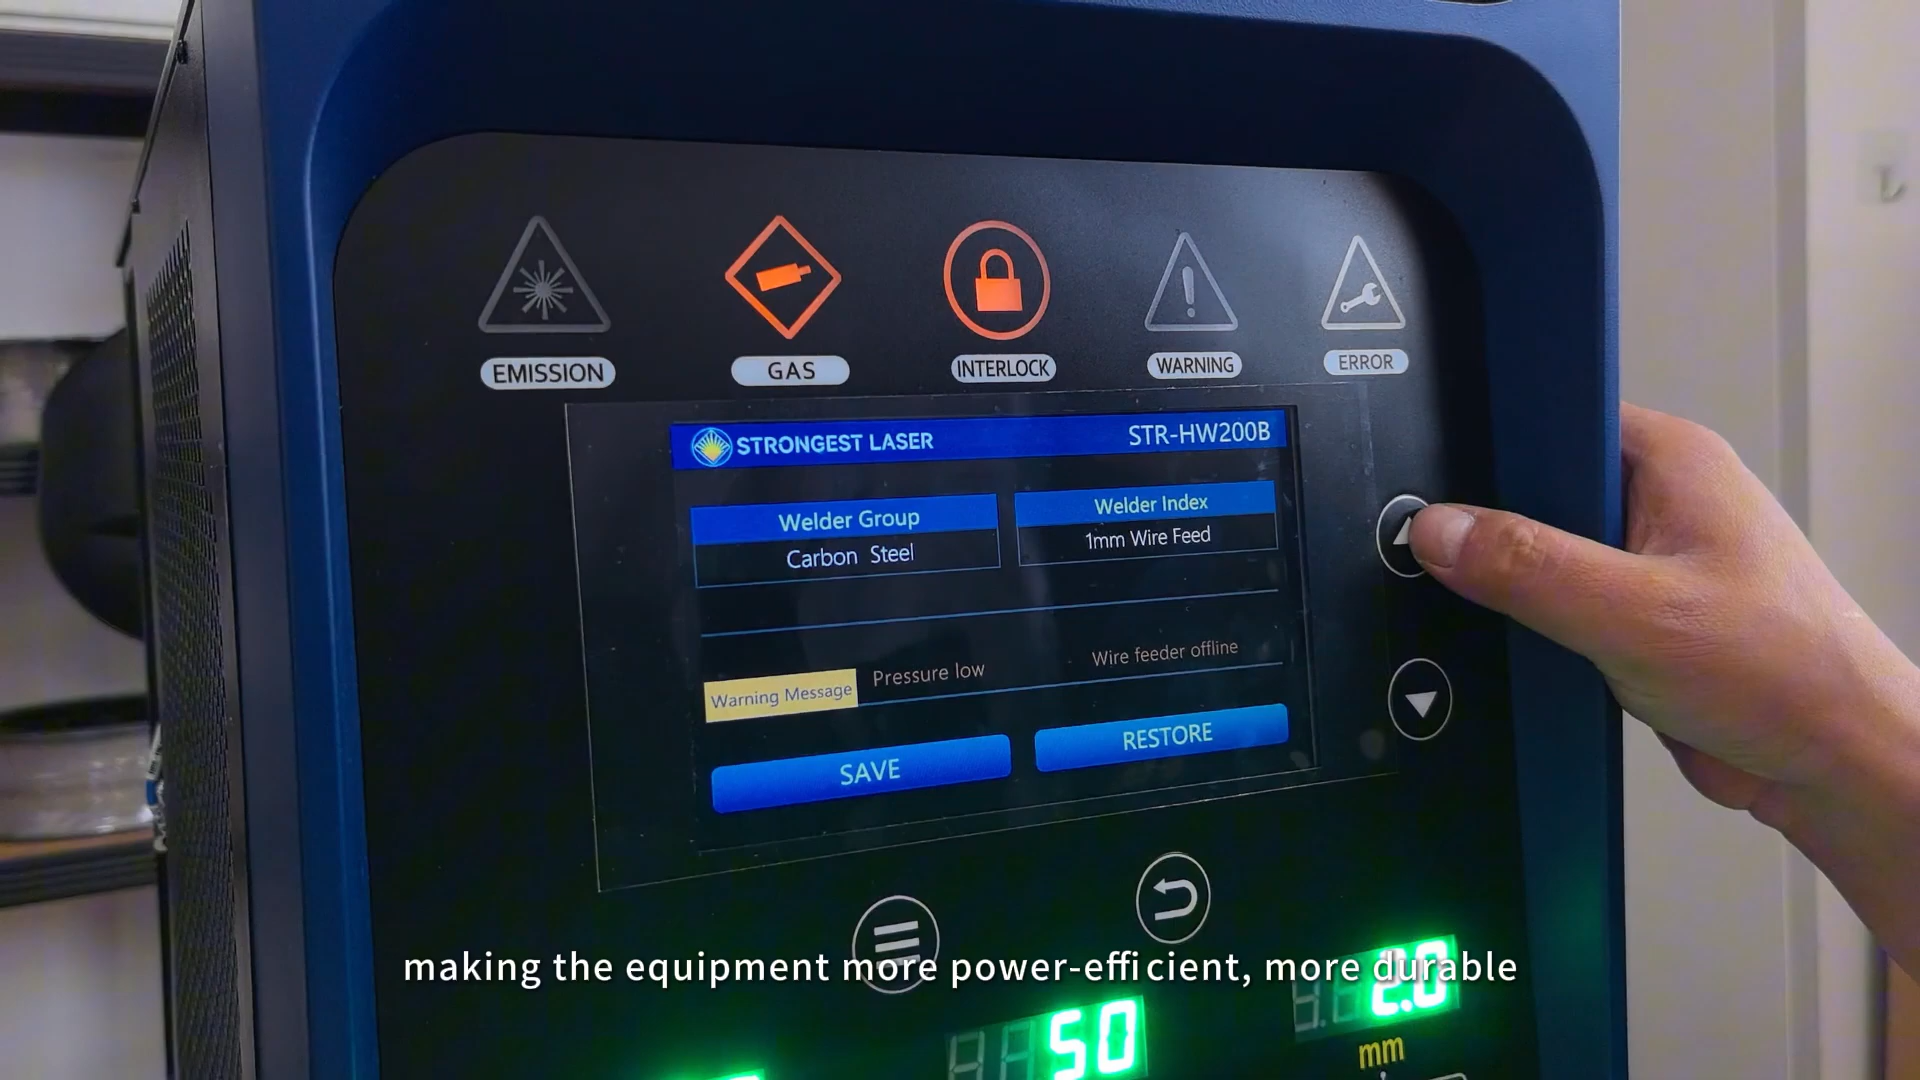 EMISSION
GAS
INTERLOCK
WARNING
ERROR
STRONGEST LASER
STR-HW200B
Welder Group
Carbon Steel
Welder Index
1mm Wire Feed
Warning Message
Pressure low
Wire feeder offline
SAVE
RESTORE
making the equipment more power-efficient, more durable
2.0
50
mm